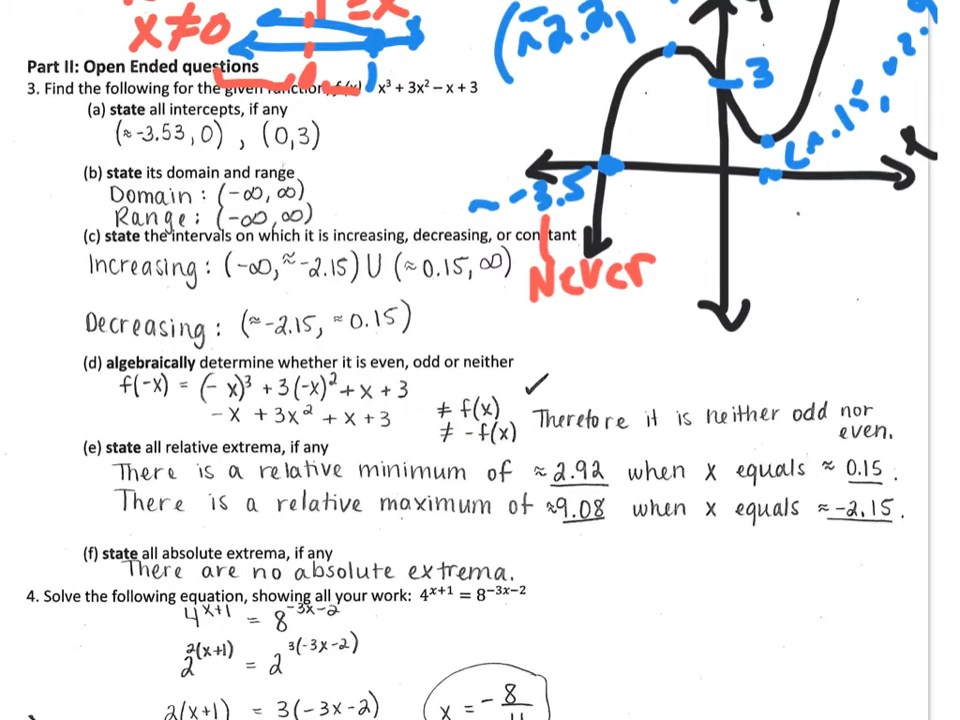 1 = x
x≠0
(≈-2.2,
y
Part II: Open Ended questions
3. Find the following for the given function f(x) = x³ + 3x² – x + 3
3
(a) state all intercepts, if any
(≈-3.53, 0) , (0,3)
(≈.15,
x
(b) state its domain and range
Domain : (-∞, ∞)
Range : (-∞, ∞)
~ -3.5
(c) state the intervals on which it is increasing, decreasing, or constant
Increasing : (-∞, ≈-2.15) U (≈0.15, ∞)
Never
Decreasing : (≈-2.15, ≈0.15)
(d) algebraically determine whether it is even, odd or neither
f(-x) = (-x)³ + 3(-x)² + x + 3 ✓
-x + 3x² + x + 3 ≠ f(x) Therefore it is neither odd nor
≠ -f(x) even.
(e) state all relative extrema, if any
There is a relative minimum of ≈2.92 when x equals ≈ 0.15 .
There is a relative maximum of ≈9.08 when x equals ≈-2.15 .
(f) state all absolute extrema, if any
There are no absolute extrema.
4. Solve the following equation, showing all your work: 4^(x+1) = 8^(–3x–2)
4^(x+1) = 8^(-3x-2)
2^(2(x+1)) = 2^(3(-3x-2))
2(x+1) = 3(-3x-2) x = - 8/11